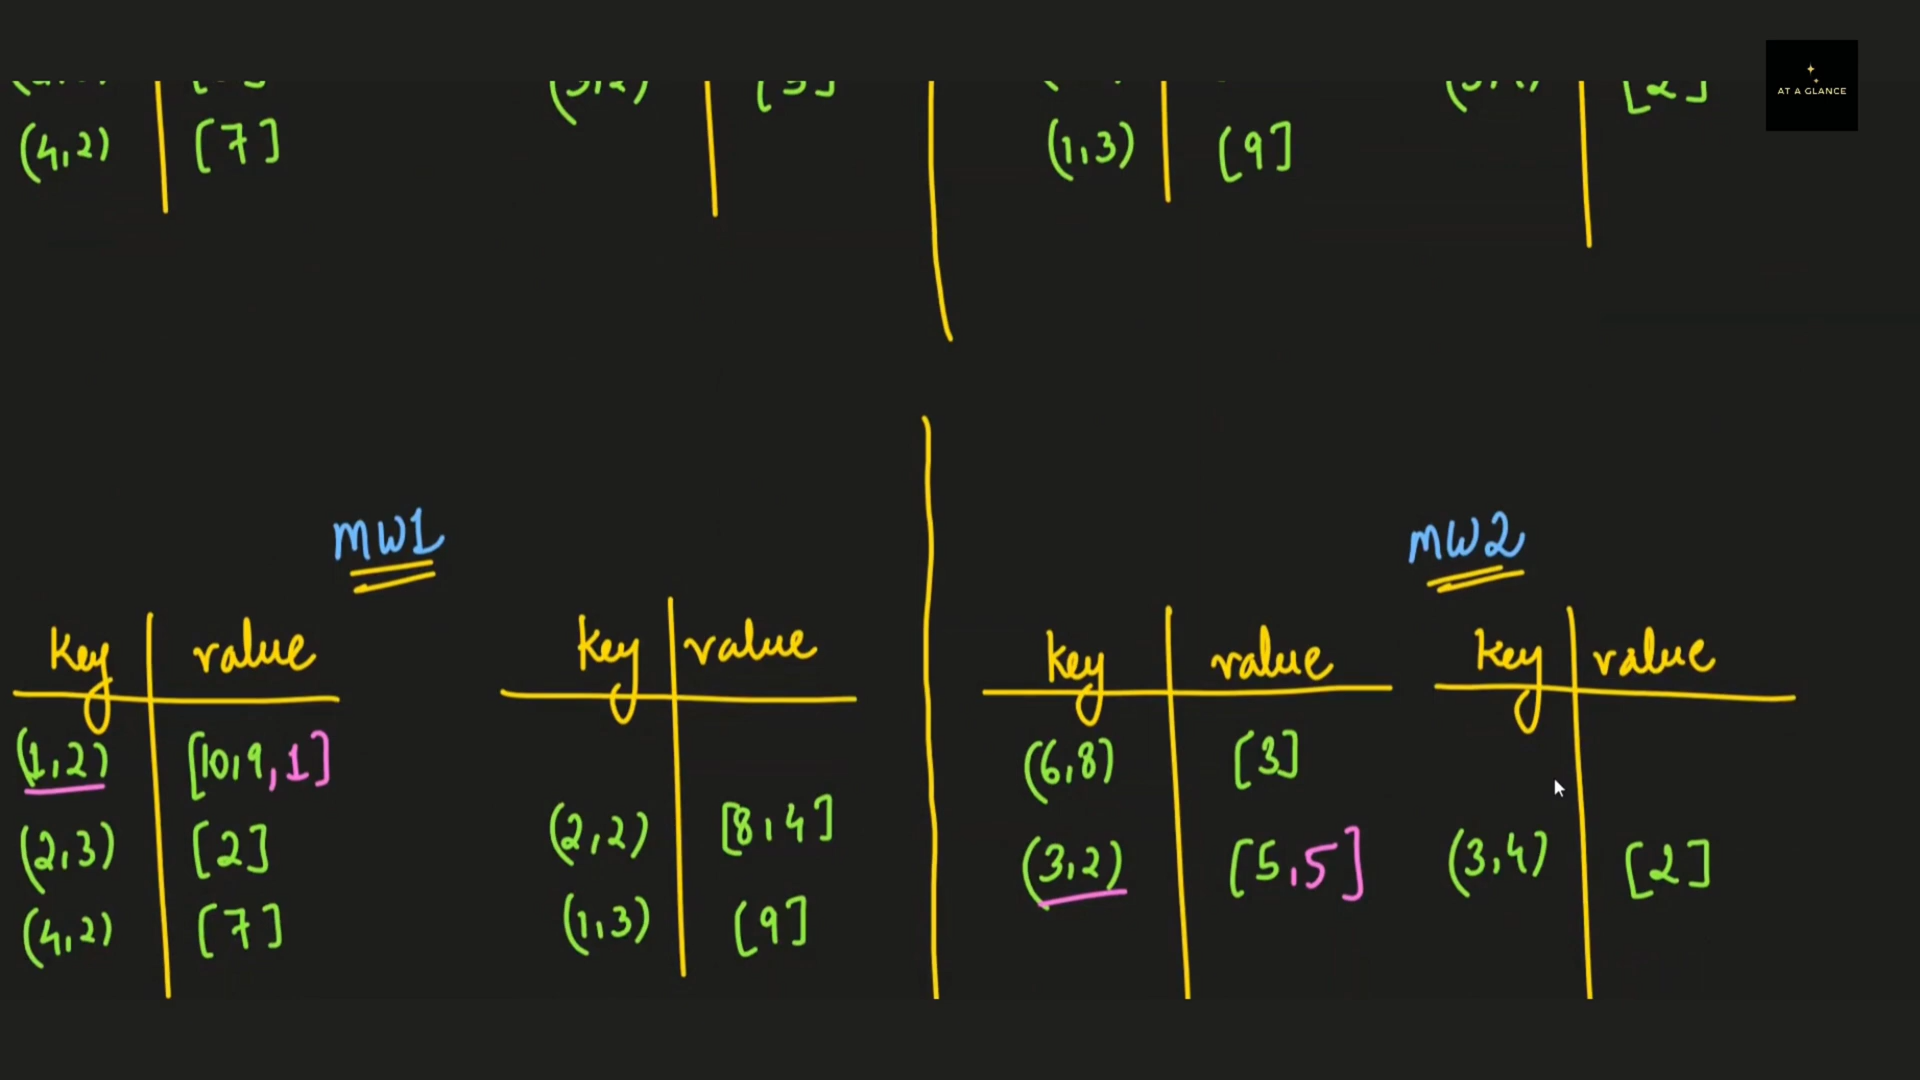 (4,2) [7] (1,3) [9]
[2]
AT A GLANCE
MW1
MW2
key value key value key value key value
(1,2) [10,9,1] (6,8) [3]
(2,3) [2] (2,2) [8,4] (3,2) [5,5] (3,4) [2]
(4,2) [7] (1,3) [9]